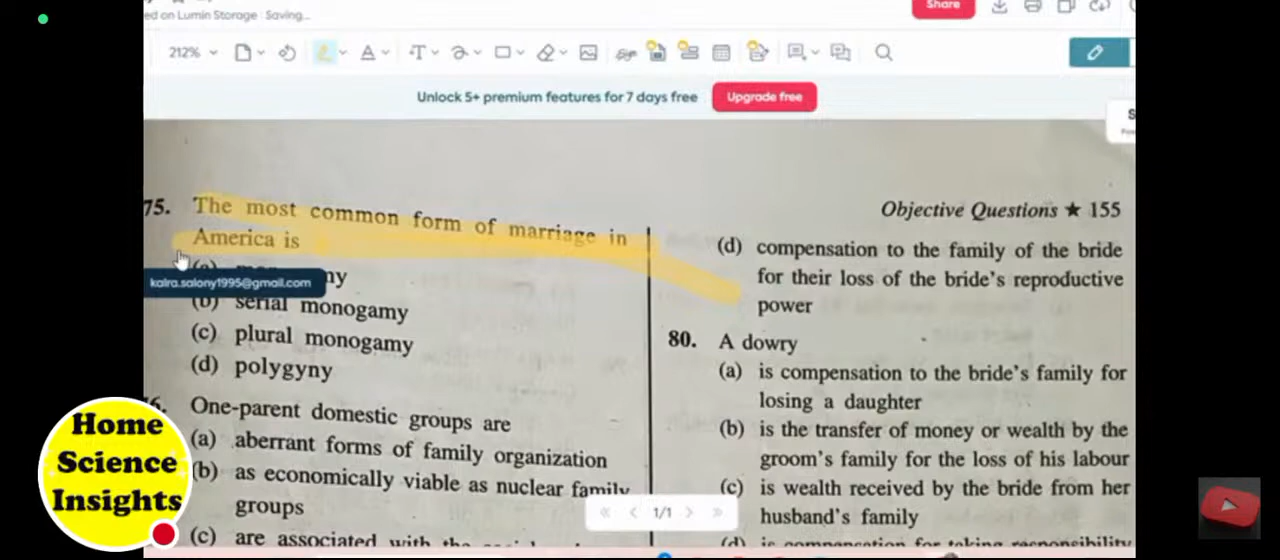 ed on Lumin Storage : Saving...
Share
212%
Unlock 5+ premium features for 7 days free
Upgrade free
75. The most common form of marriage in
America is
kalra.salony1995@gmail.com
(b) serial monogamy
(c) plural monogamy
(d) polygyny
One-parent domestic groups are
(a) aberrant forms of family organization
(b) as economically viable as nuclear family
groups
(c) are associated with the
Objective Questions ★ 155
(d) compensation to the family of the bride
for their loss of the bride's reproductive
power
80. A dowry
(a) is compensation to the bride's family for
losing a daughter
(b) is the transfer of money or wealth by the
groom's family for the loss of his labour
(c) is wealth received by the bride from her
husband's family
(d) is compensation for taking responsibility
1/1
Home
Science
Insights